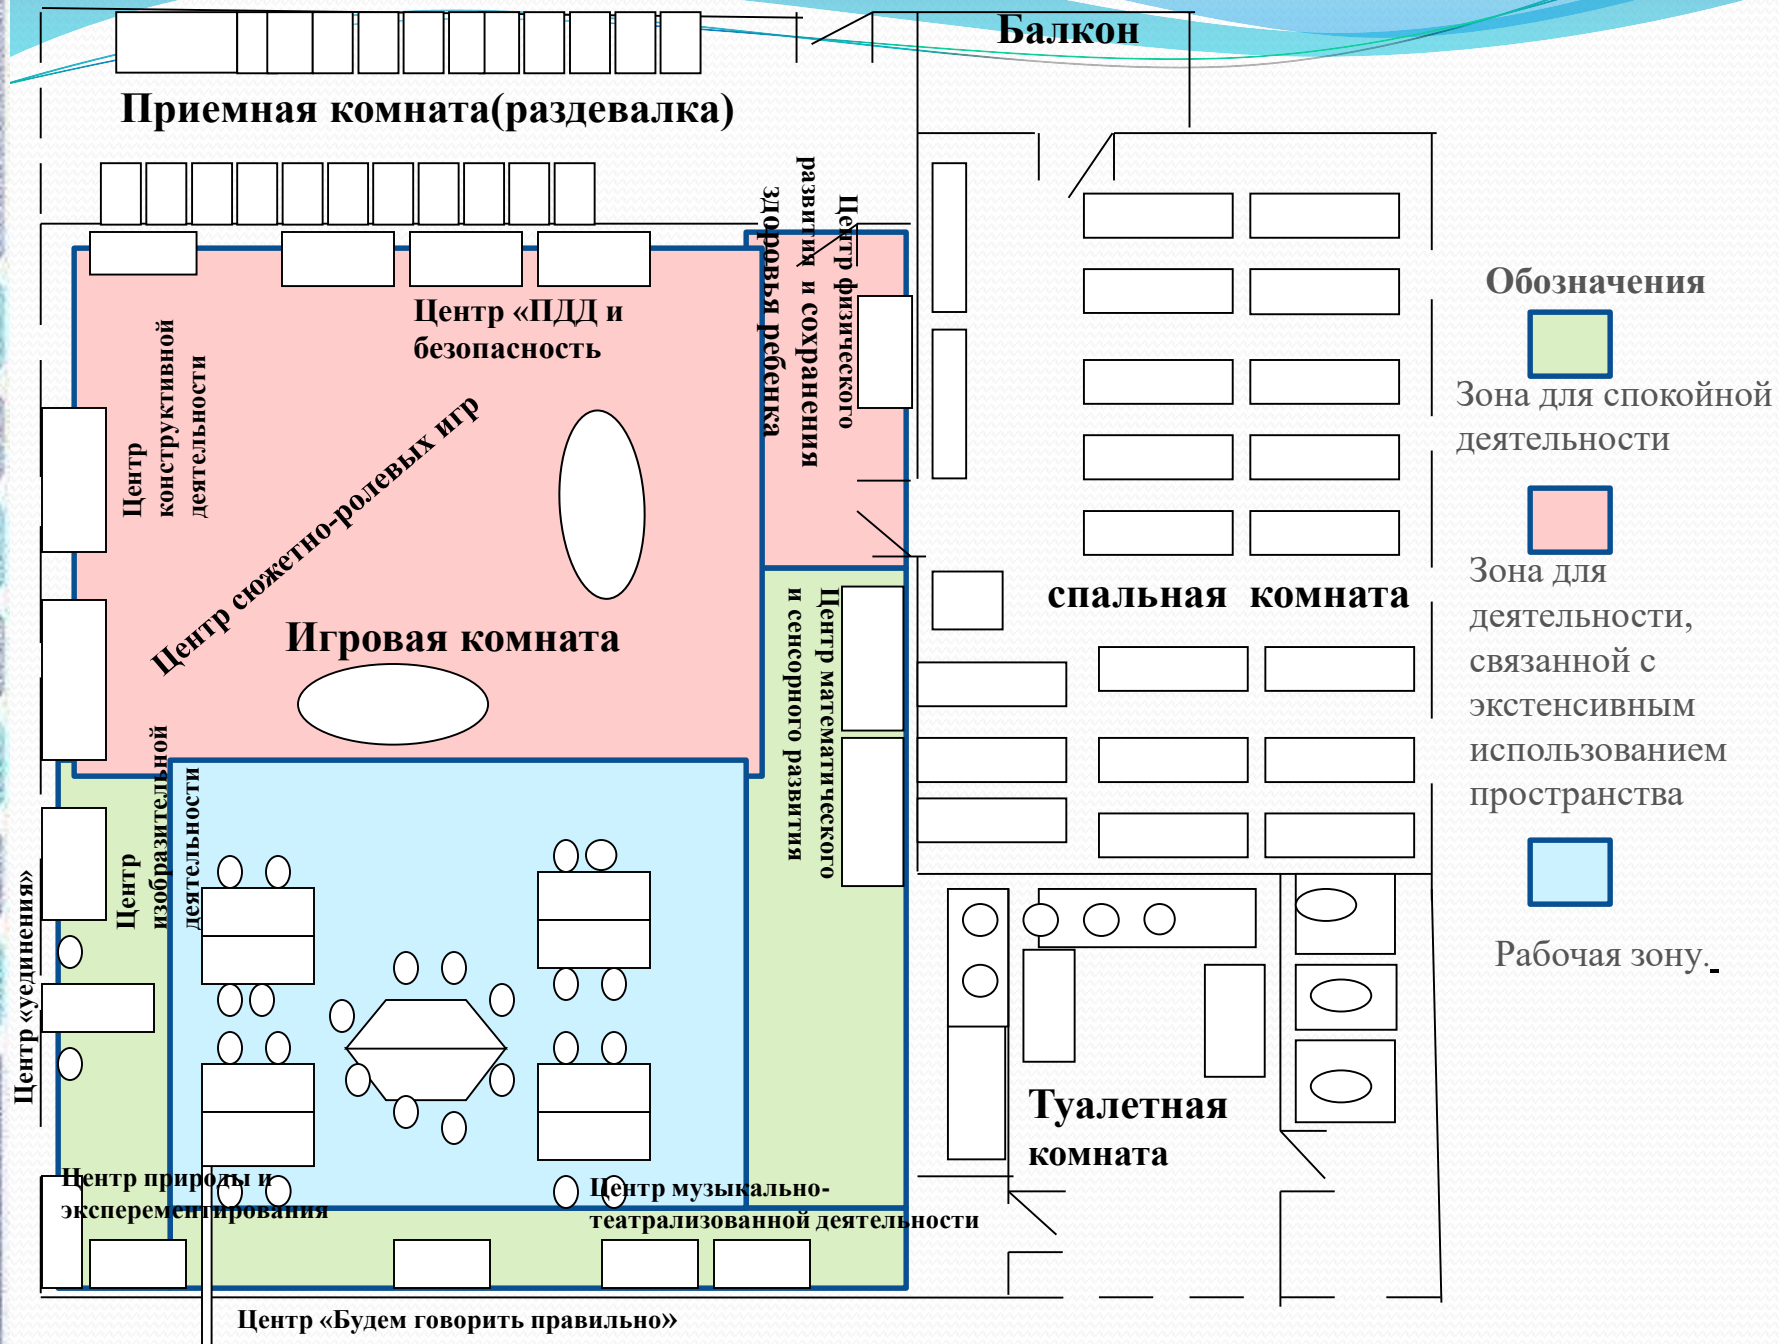 Балкон
Приемная комната(раздевалка)
Центр физического
развития и сохранения
здоровья ребенка
Центр «ПДД и
безопасность
Центр
конструктивной
деятельности
Центр сюжетно-ролевых игр
Игровая комната
Центр математического
и сенсорного развития
Центр
изобразительной
деятельности
Центр «уединения»
Центр природы и
эксперементирования
Центр музыкально-
театрализованной деятельности
Центр «Будем говорить правильно»
спальная комната
Туалетная
комната
Обозначения
Зона для спокойной
деятельности
Зона для
деятельности,
связанной с
экстенсивным
использованием
пространства
Рабочая зону.